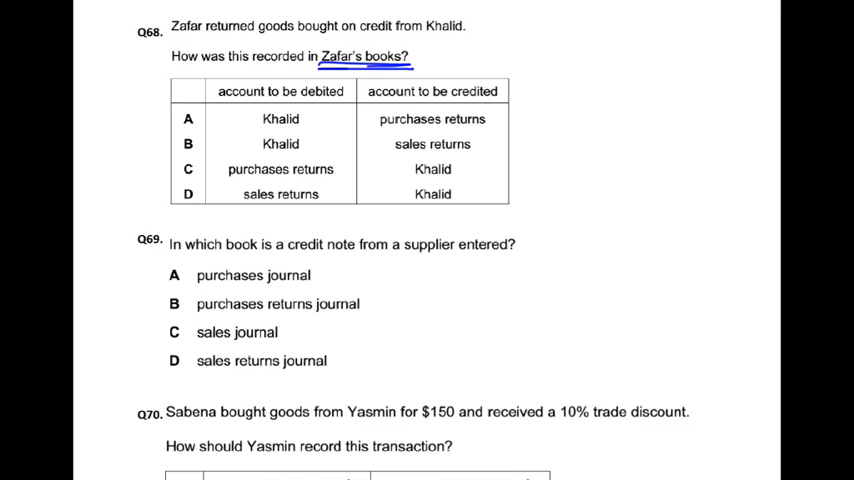 Q68. Zafar returned goods bought on credit from Khalid.
How was this recorded in Zafar's books?
account to be debited account to be credited
A Khalid purchases returns
B Khalid sales returns
C purchases returns Khalid
D sales returns Khalid
Q69. In which book is a credit note from a supplier entered?
A purchases journal
B purchases returns journal
C sales journal
D sales returns journal
Q70. Sabena bought goods from Yasmin for $150 and received a 10% trade discount.
How should Yasmin record this transaction?